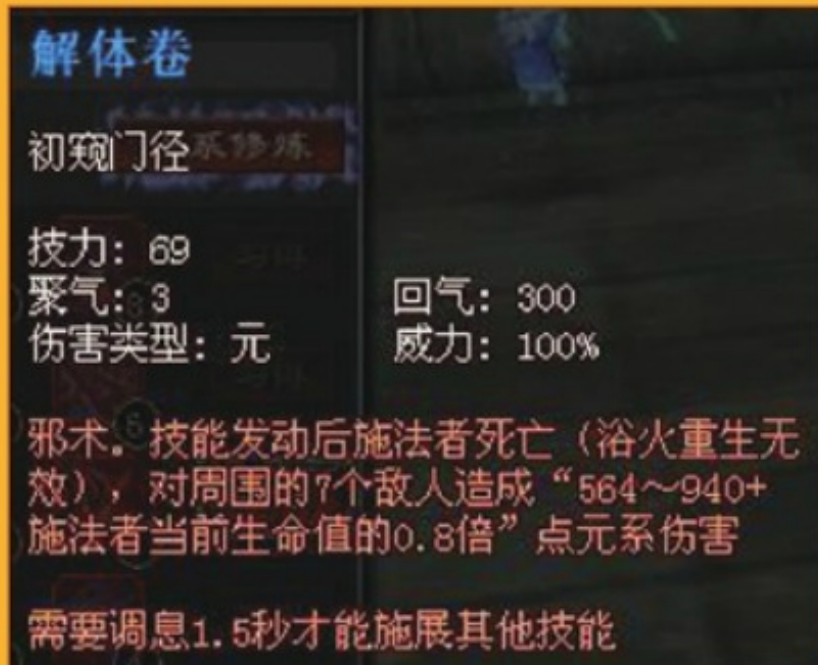 解体卷
初窥门径
系修炼
技力：69
聚气：3 回气：300
伤害类型：元 威力：100%
邪术。技能发动后施法者死亡（浴火重生无
效），对周围的7个敌人造成“564～940+
施法者当前生命值的0.8倍”点元系伤害
需要调息1.5秒才能施展其他技能